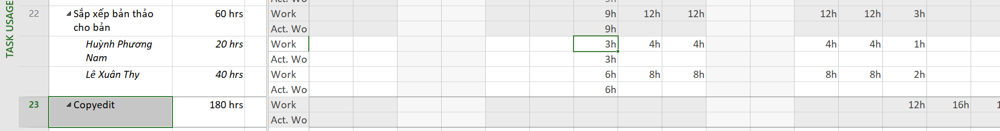 TASK USAGE
Act. Wo 9h
22 Sắp xếp bản thảo 60 hrs Work 9h 12h 12h 12h 12h 3h
cho bản Act. Wo 9h
Huỳnh Phương 20 hrs Work 3h 4h 4h 4h 4h 1h
Nam Act. Wo 3h
Lê Xuân Thy 40 hrs Work 6h 8h 8h 8h 8h 2h
Act. Wo 6h
23 Copyedit 180 hrs Work 12h 16h
Act. Wo